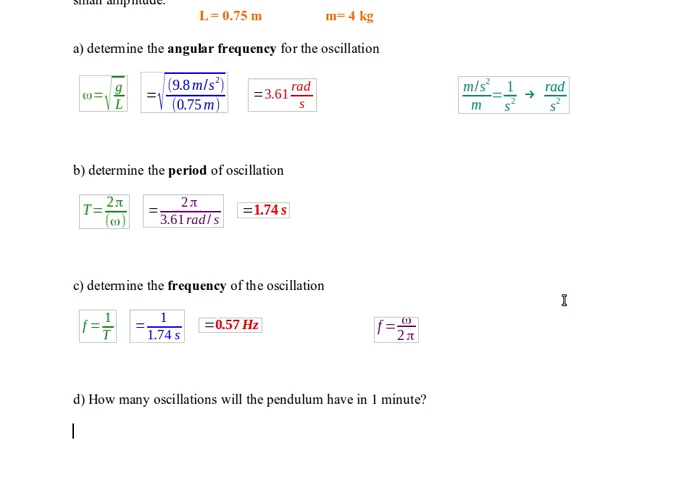 small amplitude.
L = 0.75 m m= 4 kg
a) determine the angular frequency for the oscillation
ω=√(g/L) =√((9.8 m/s²)/(0.75 m)) =3.61 rad/s (m/s²)/m = 1/s² → rad/s²
b) determine the period of oscillation
T= 2π/(ω) = 2π/(3.61 rad/s) =1.74 s
c) determine the frequency of the oscillation
f = 1/T = 1/(1.74 s) =0.57 Hz f = ω/2π
d) How many oscillations will the pendulum have in 1 minute?